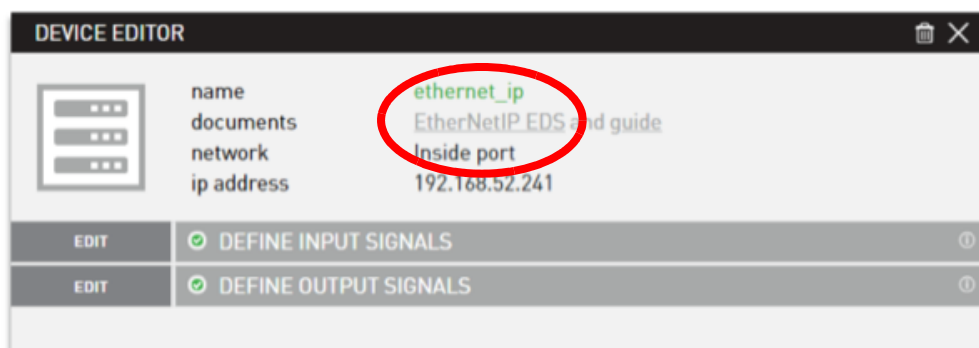 DEVICE EDITOR
name ethernet_ip
documents EtherNetIP EDS and guide
network Inside port
ip address 192.168.52.241
EDIT DEFINE INPUT SIGNALS
EDIT DEFINE OUTPUT SIGNALS